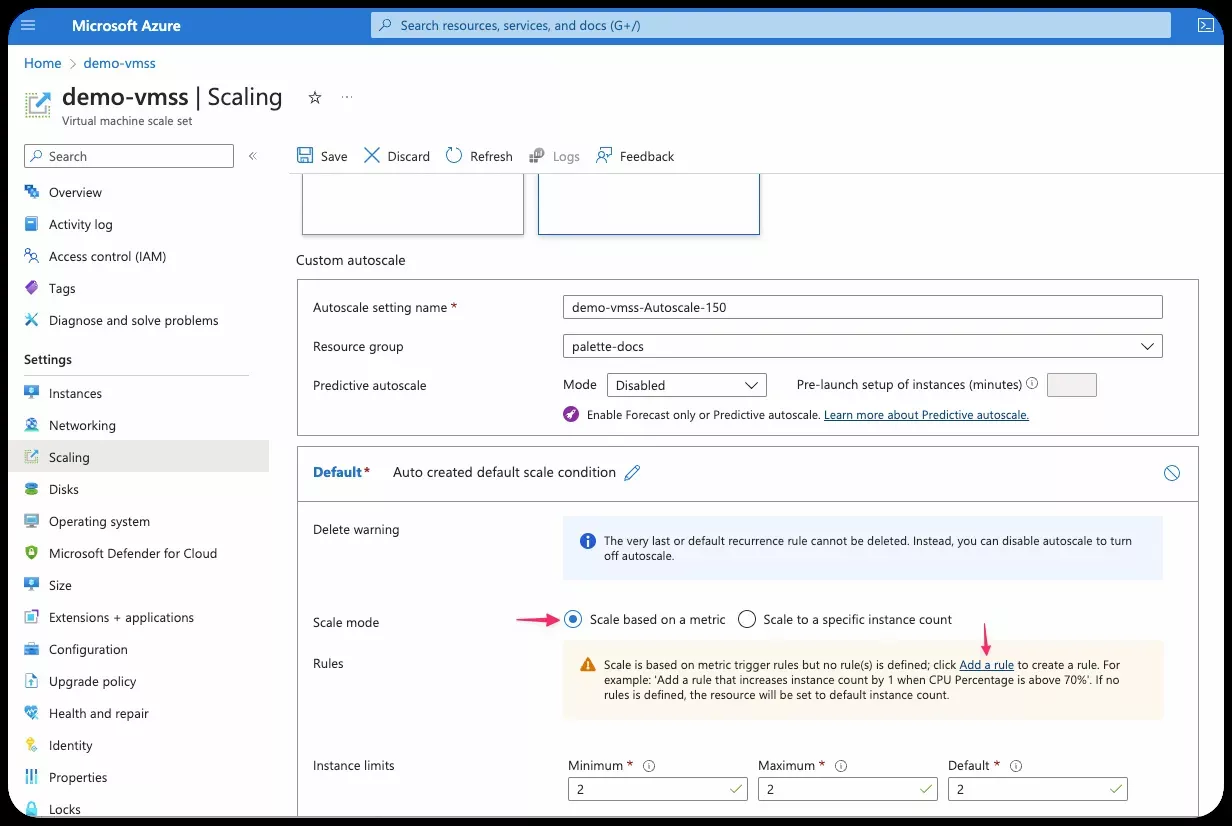 Microsoft Azure
Search resources, services, and docs (G+/)
Home > demo-vmss
demo-vmss | Scaling
Virtual machine scale set
Search
Save Discard Refresh Logs Feedback
Overview
Activity log
Access control (IAM)
Tags
Diagnose and solve problems
Settings
Instances
Networking
Scaling
Disks
Operating system
Microsoft Defender for Cloud
Size
Extensions + applications
Configuration
Upgrade policy
Health and repair
Identity
Properties
Locks
Custom autoscale
Autoscale setting name * demo-vmss-Autoscale-150
Resource group palette-docs
Predictive autoscale Mode Disabled Pre-launch setup of instances (minutes)
Enable Forecast only or Predictive autoscale. Learn more about Predictive autoscale.
Default* Auto created default scale condition
Delete warning
The very last or default recurrence rule cannot be deleted. Instead, you can disable autoscale to turn
off autoscale.
Scale mode Scale based on a metric Scale to a specific instance count
Rules
Scale is based on metric trigger rules but no rule(s) is defined; click Add a rule to create a rule. For
example: 'Add a rule that increases instance count by 1 when CPU Percentage is above 70%'. If no
rules is defined, the resource will be set to default instance count.
Instance limits Minimum * Maximum * Default *
2 2 2